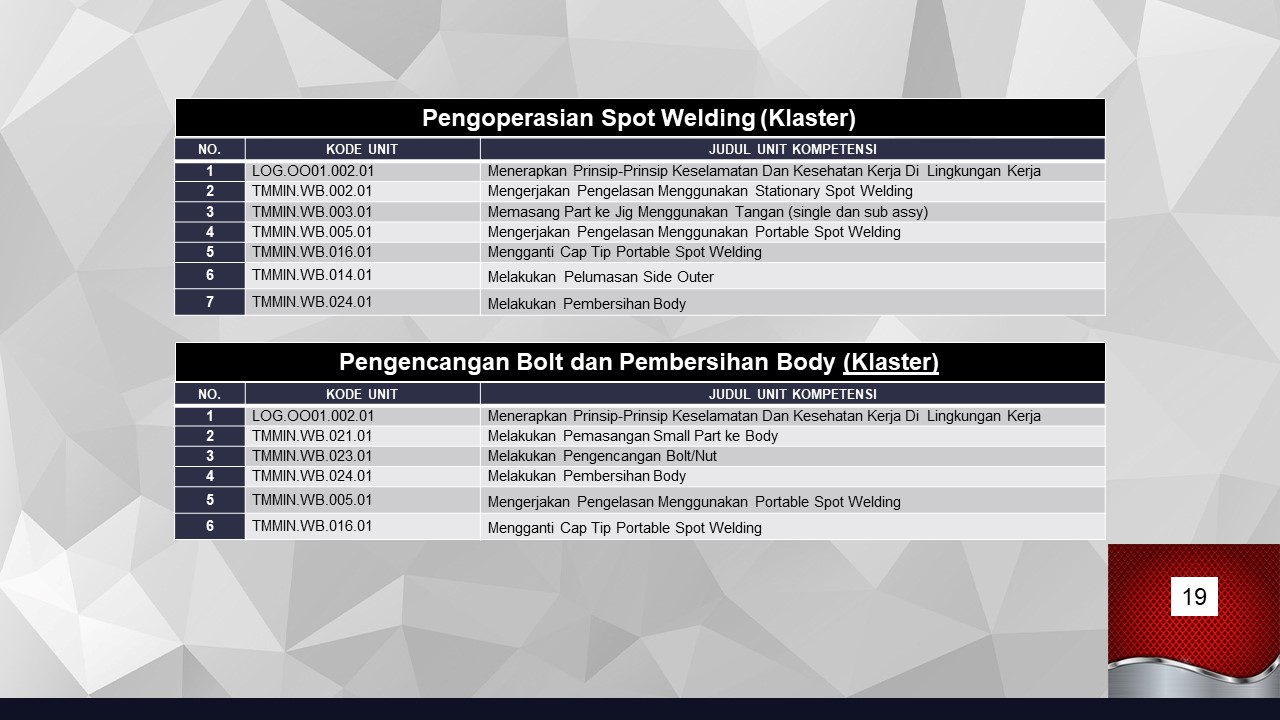 Pengoperasian Spot Welding (Klaster)
NO. KODE UNIT JUDUL UNIT KOMPETENSI
1 LOG.OO01.002.01 Menerapkan Prinsip-Prinsip Keselamatan Dan Kesehatan Kerja Di Lingkungan Kerja
2 TMMIN.WB.002.01 Mengerjakan Pengelasan Menggunakan Stationary Spot Welding
3 TMMIN.WB.003.01 Memasang Part ke Jig Menggunakan Tangan (single dan sub assy)
4 TMMIN.WB.005.01 Mengerjakan Pengelasan Menggunakan Portable Spot Welding
5 TMMIN.WB.016.01 Mengganti Cap Tip Portable Spot Welding
6 TMMIN.WB.014.01 Melakukan Pelumasan Side Outer
7 TMMIN.WB.024.01 Melakukan Pembersihan Body
Pengencangan Bolt dan Pembersihan Body (Klaster)
NO. KODE UNIT JUDUL UNIT KOMPETENSI
1 LOG.OO01.002.01 Menerapkan Prinsip-Prinsip Keselamatan Dan Kesehatan Kerja Di Lingkungan Kerja
2 TMMIN.WB.021.01 Melakukan Pemasangan Small Part ke Body
3 TMMIN.WB.023.01 Melakukan Pengencangan Bolt/Nut
4 TMMIN.WB.024.01 Melakukan Pembersihan Body
5 TMMIN.WB.005.01 Mengerjakan Pengelasan Menggunakan Portable Spot Welding
6 TMMIN.WB.016.01 Mengganti Cap Tip Portable Spot Welding
19